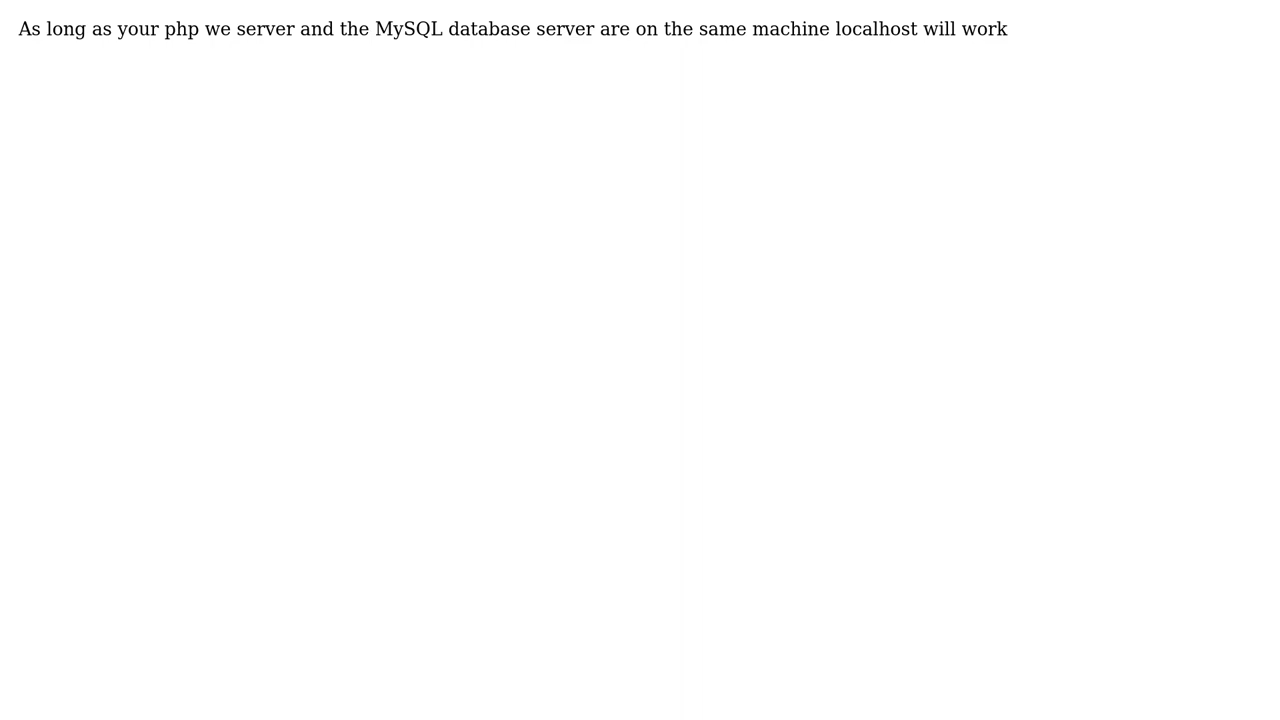 As long as your php we server and the MySQL database server are on the same machine localhost will work